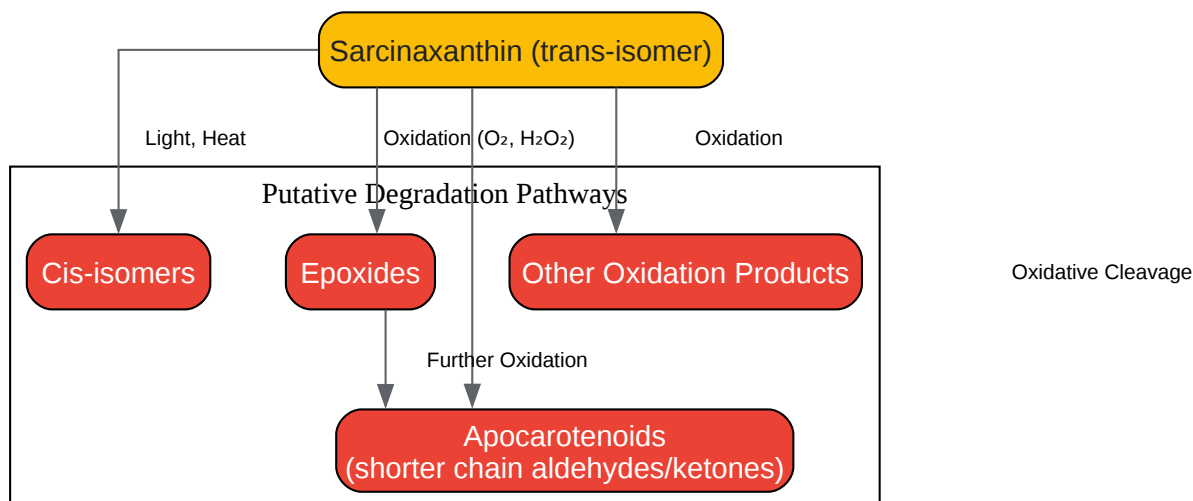 Sarcinaxanthin (trans-isomer)
Light, Heat
Oxidation (O₂, H₂O₂)
Oxidation
Putative Degradation Pathways
Cis-isomers
Epoxides
Other Oxidation Products
Oxidative Cleavage
Further Oxidation
Apocarotenoids
(shorter chain aldehydes/ketones)